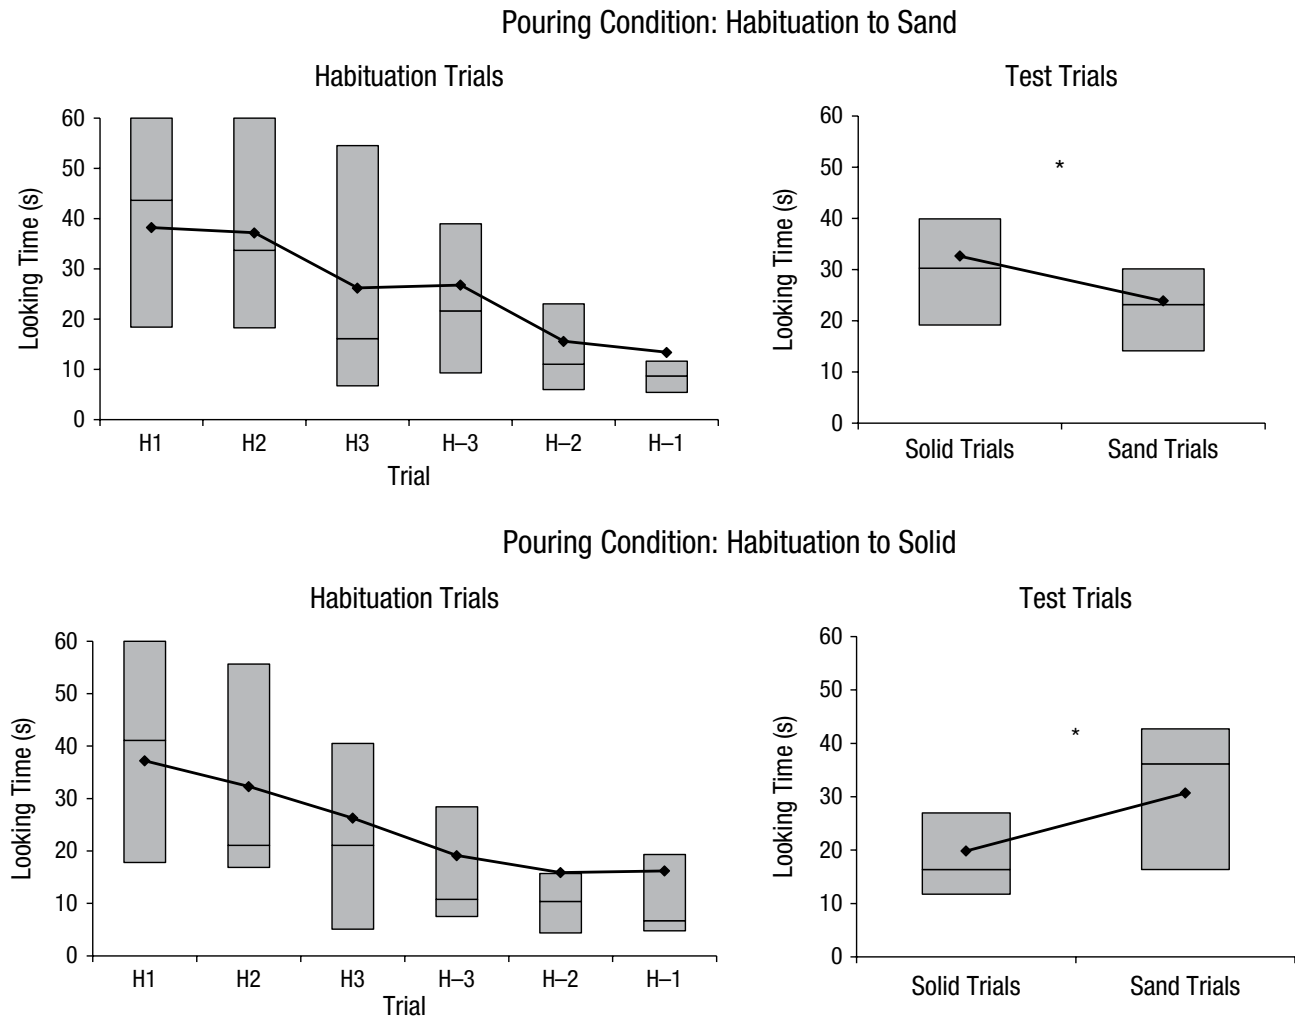 Pouring Condition: Habituation to Sand
Habituation Trials
60
50
40
30
20
10
0
Looking Time (s)
H1 H2 H3 H–3 H–2 H–1
Trial
Test Trials
60
50
40
30
20
10
0
Looking Time (s)
*
Solid Trials Sand Trials
Pouring Condition: Habituation to Solid
Habituation Trials
60
50
40
30
20
10
0
Looking Time (s)
H1 H2 H3 H–3 H–2 H–1
Trial
Test Trials
60
50
40
30
20
10
0
Looking Time (s)
*
Solid Trials Sand Trials